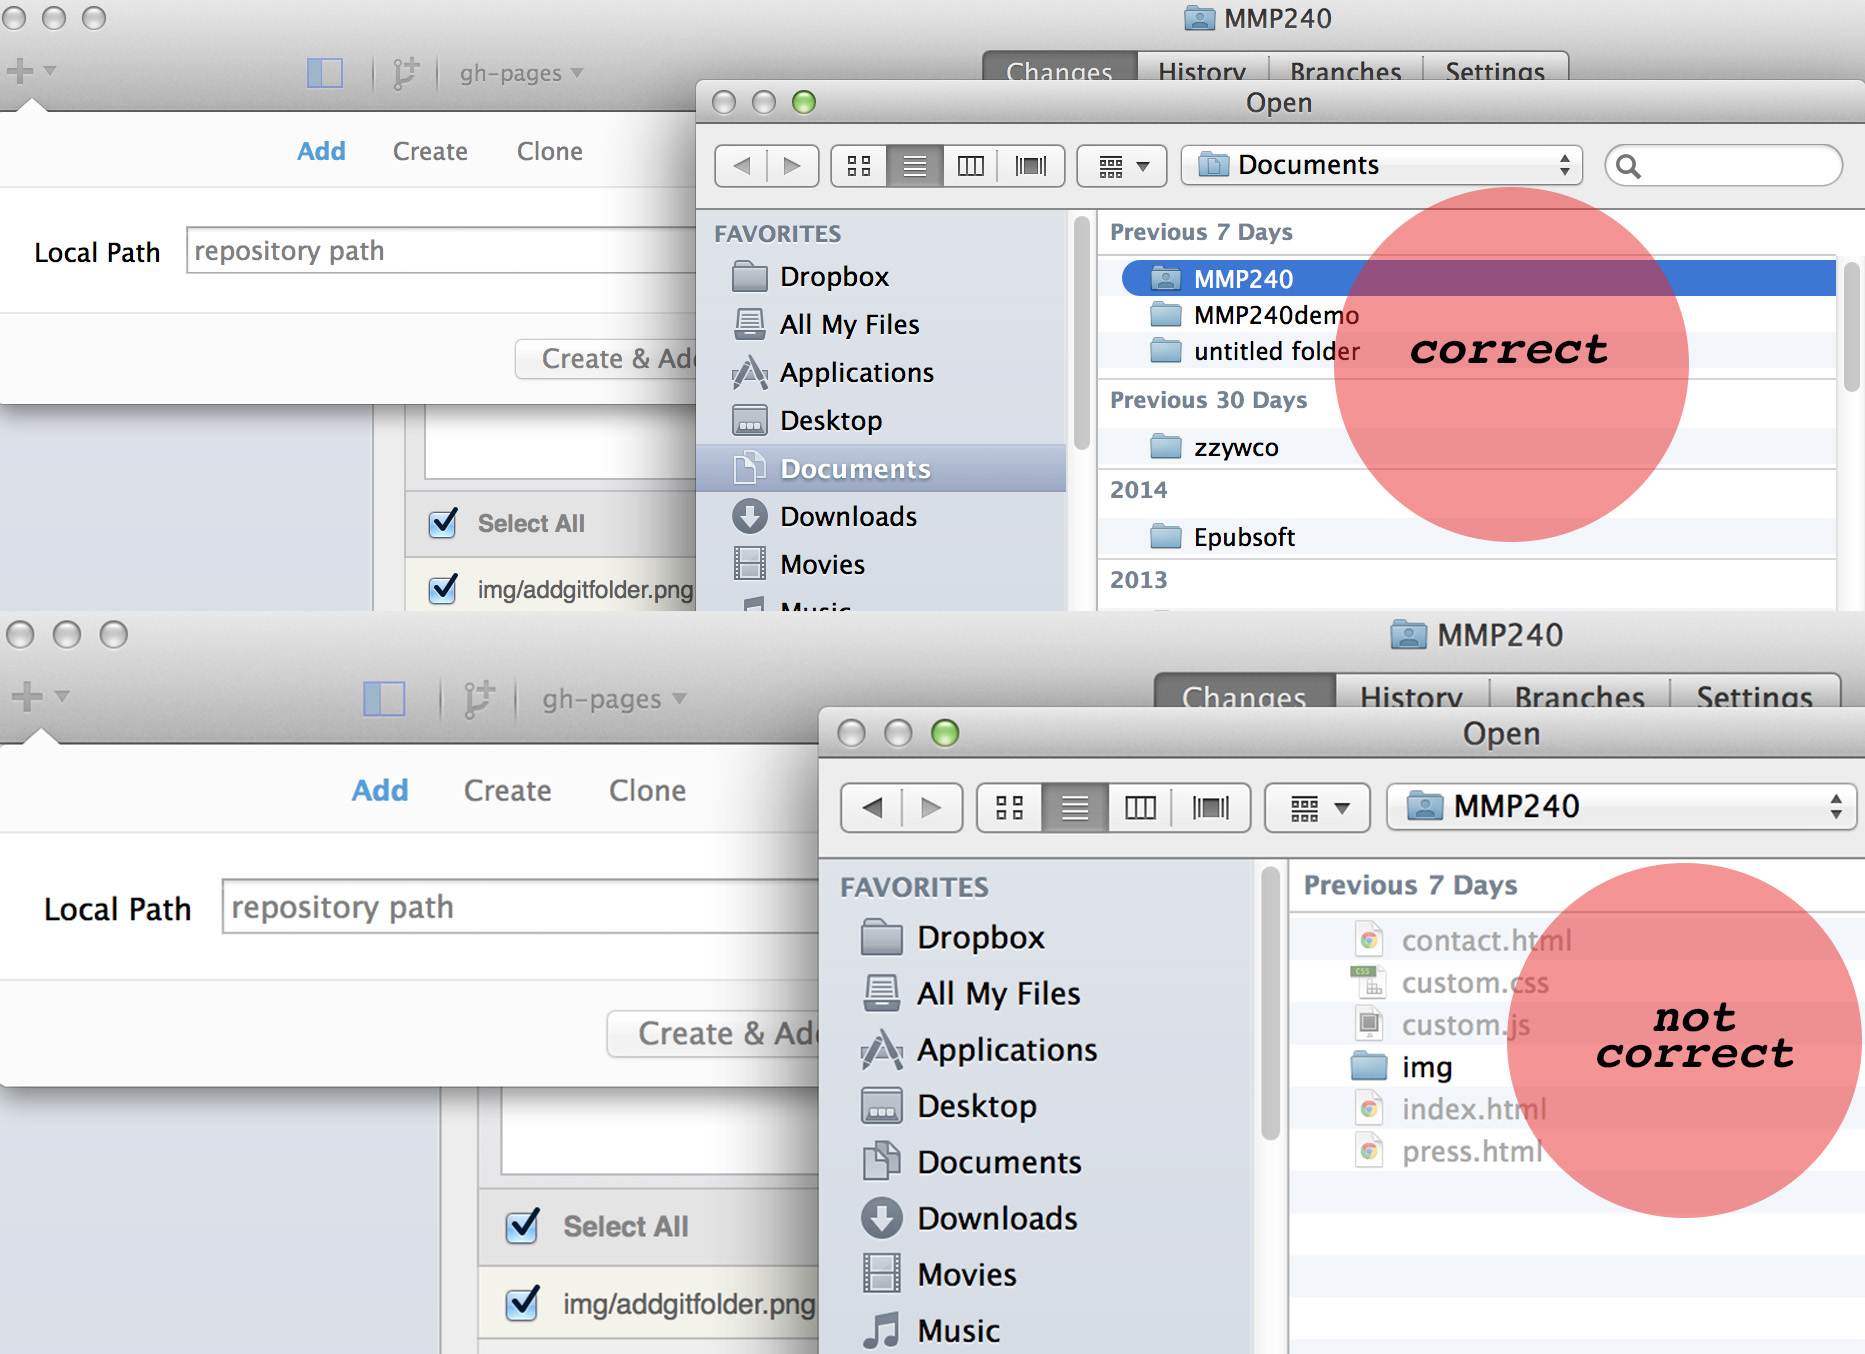 MMP240
gh-pages
Changes
History
Branches
Settings
Open
Add
Create
Clone
Documents
Local Path
repository path
Create & Add
FAVORITES
Dropbox
All My Files
Applications
Desktop
Documents
Downloads
Movies
Music
Previous 7 Days
MMP240
MMP240demo
untitled folder
correct
Previous 30 Days
zzywco
2014
Epubsoft
2013
Select All
img/addgitfolder.png
MMP240
gh-pages
Changes
History
Branches
Settings
Open
Add
Create
Clone
MMP240
Local Path
repository path
Create & Add
FAVORITES
Dropbox
All My Files
Applications
Desktop
Documents
Downloads
Movies
Music
Previous 7 Days
contact.html
CSS
custom.css
custom.js
img
index.html
press.html
not
correct
Select All
img/addgitfolder.png